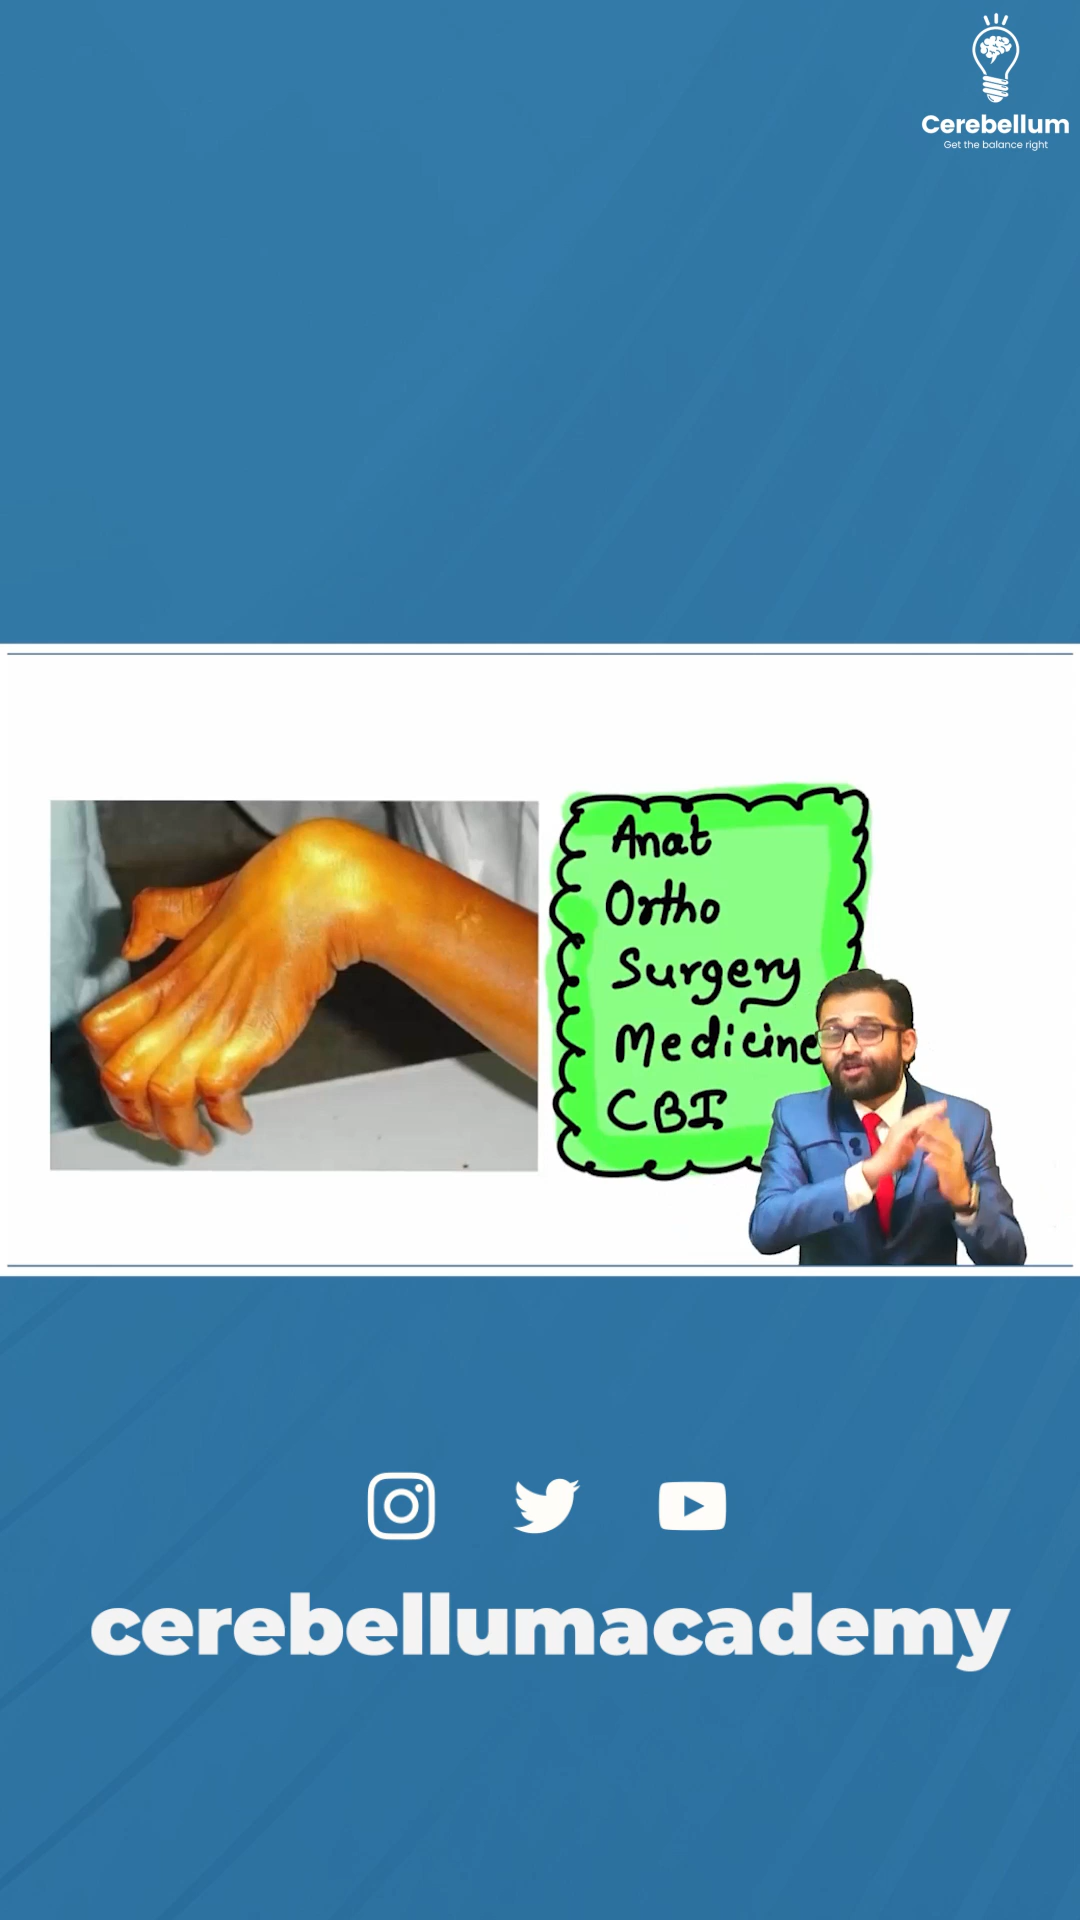 Cerebellum
Get the balance right
Anat
Ortho
Surgery
Medicine
CBI
cerebellumacademy